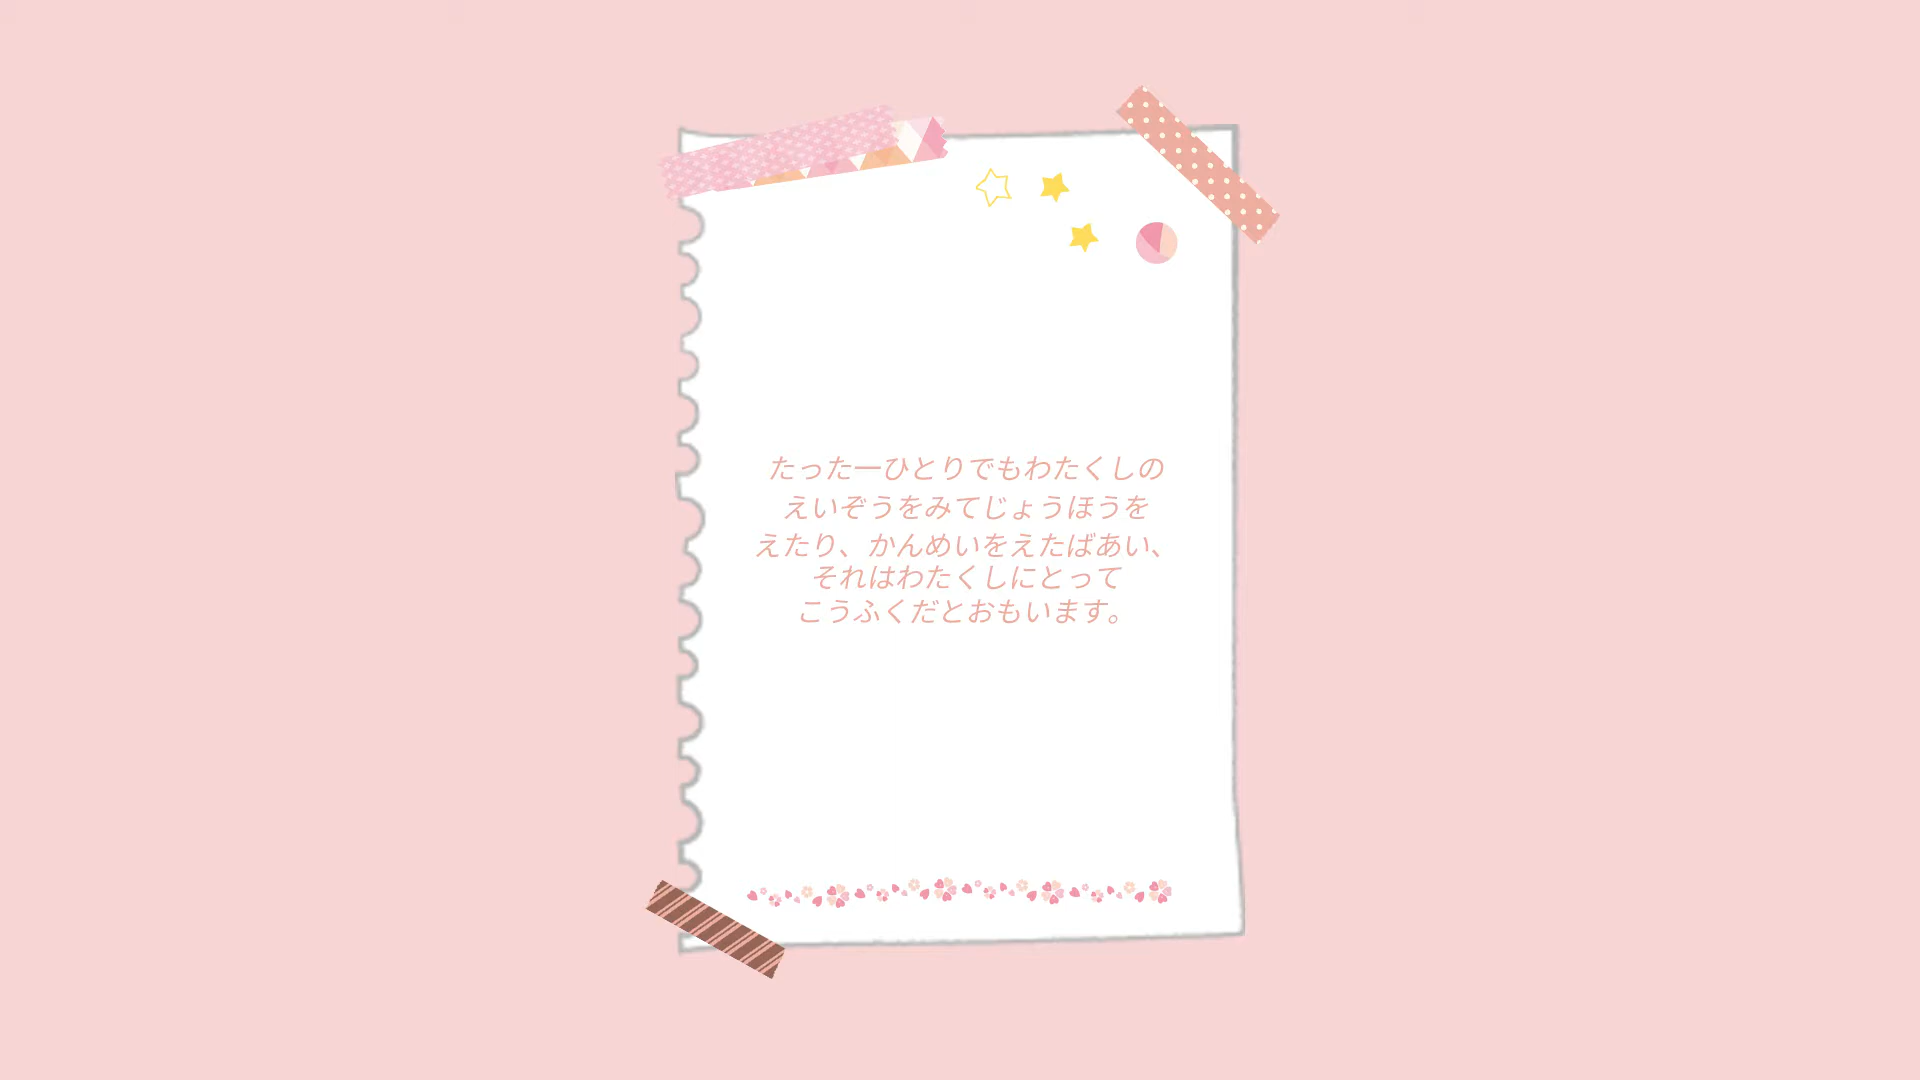 たった一ひとりでもわたくしの
えいぞうをみてじょうほうを
えたり、かんめいをえたばあい、
それはわたくしにとって
こうふくだとおもいます。